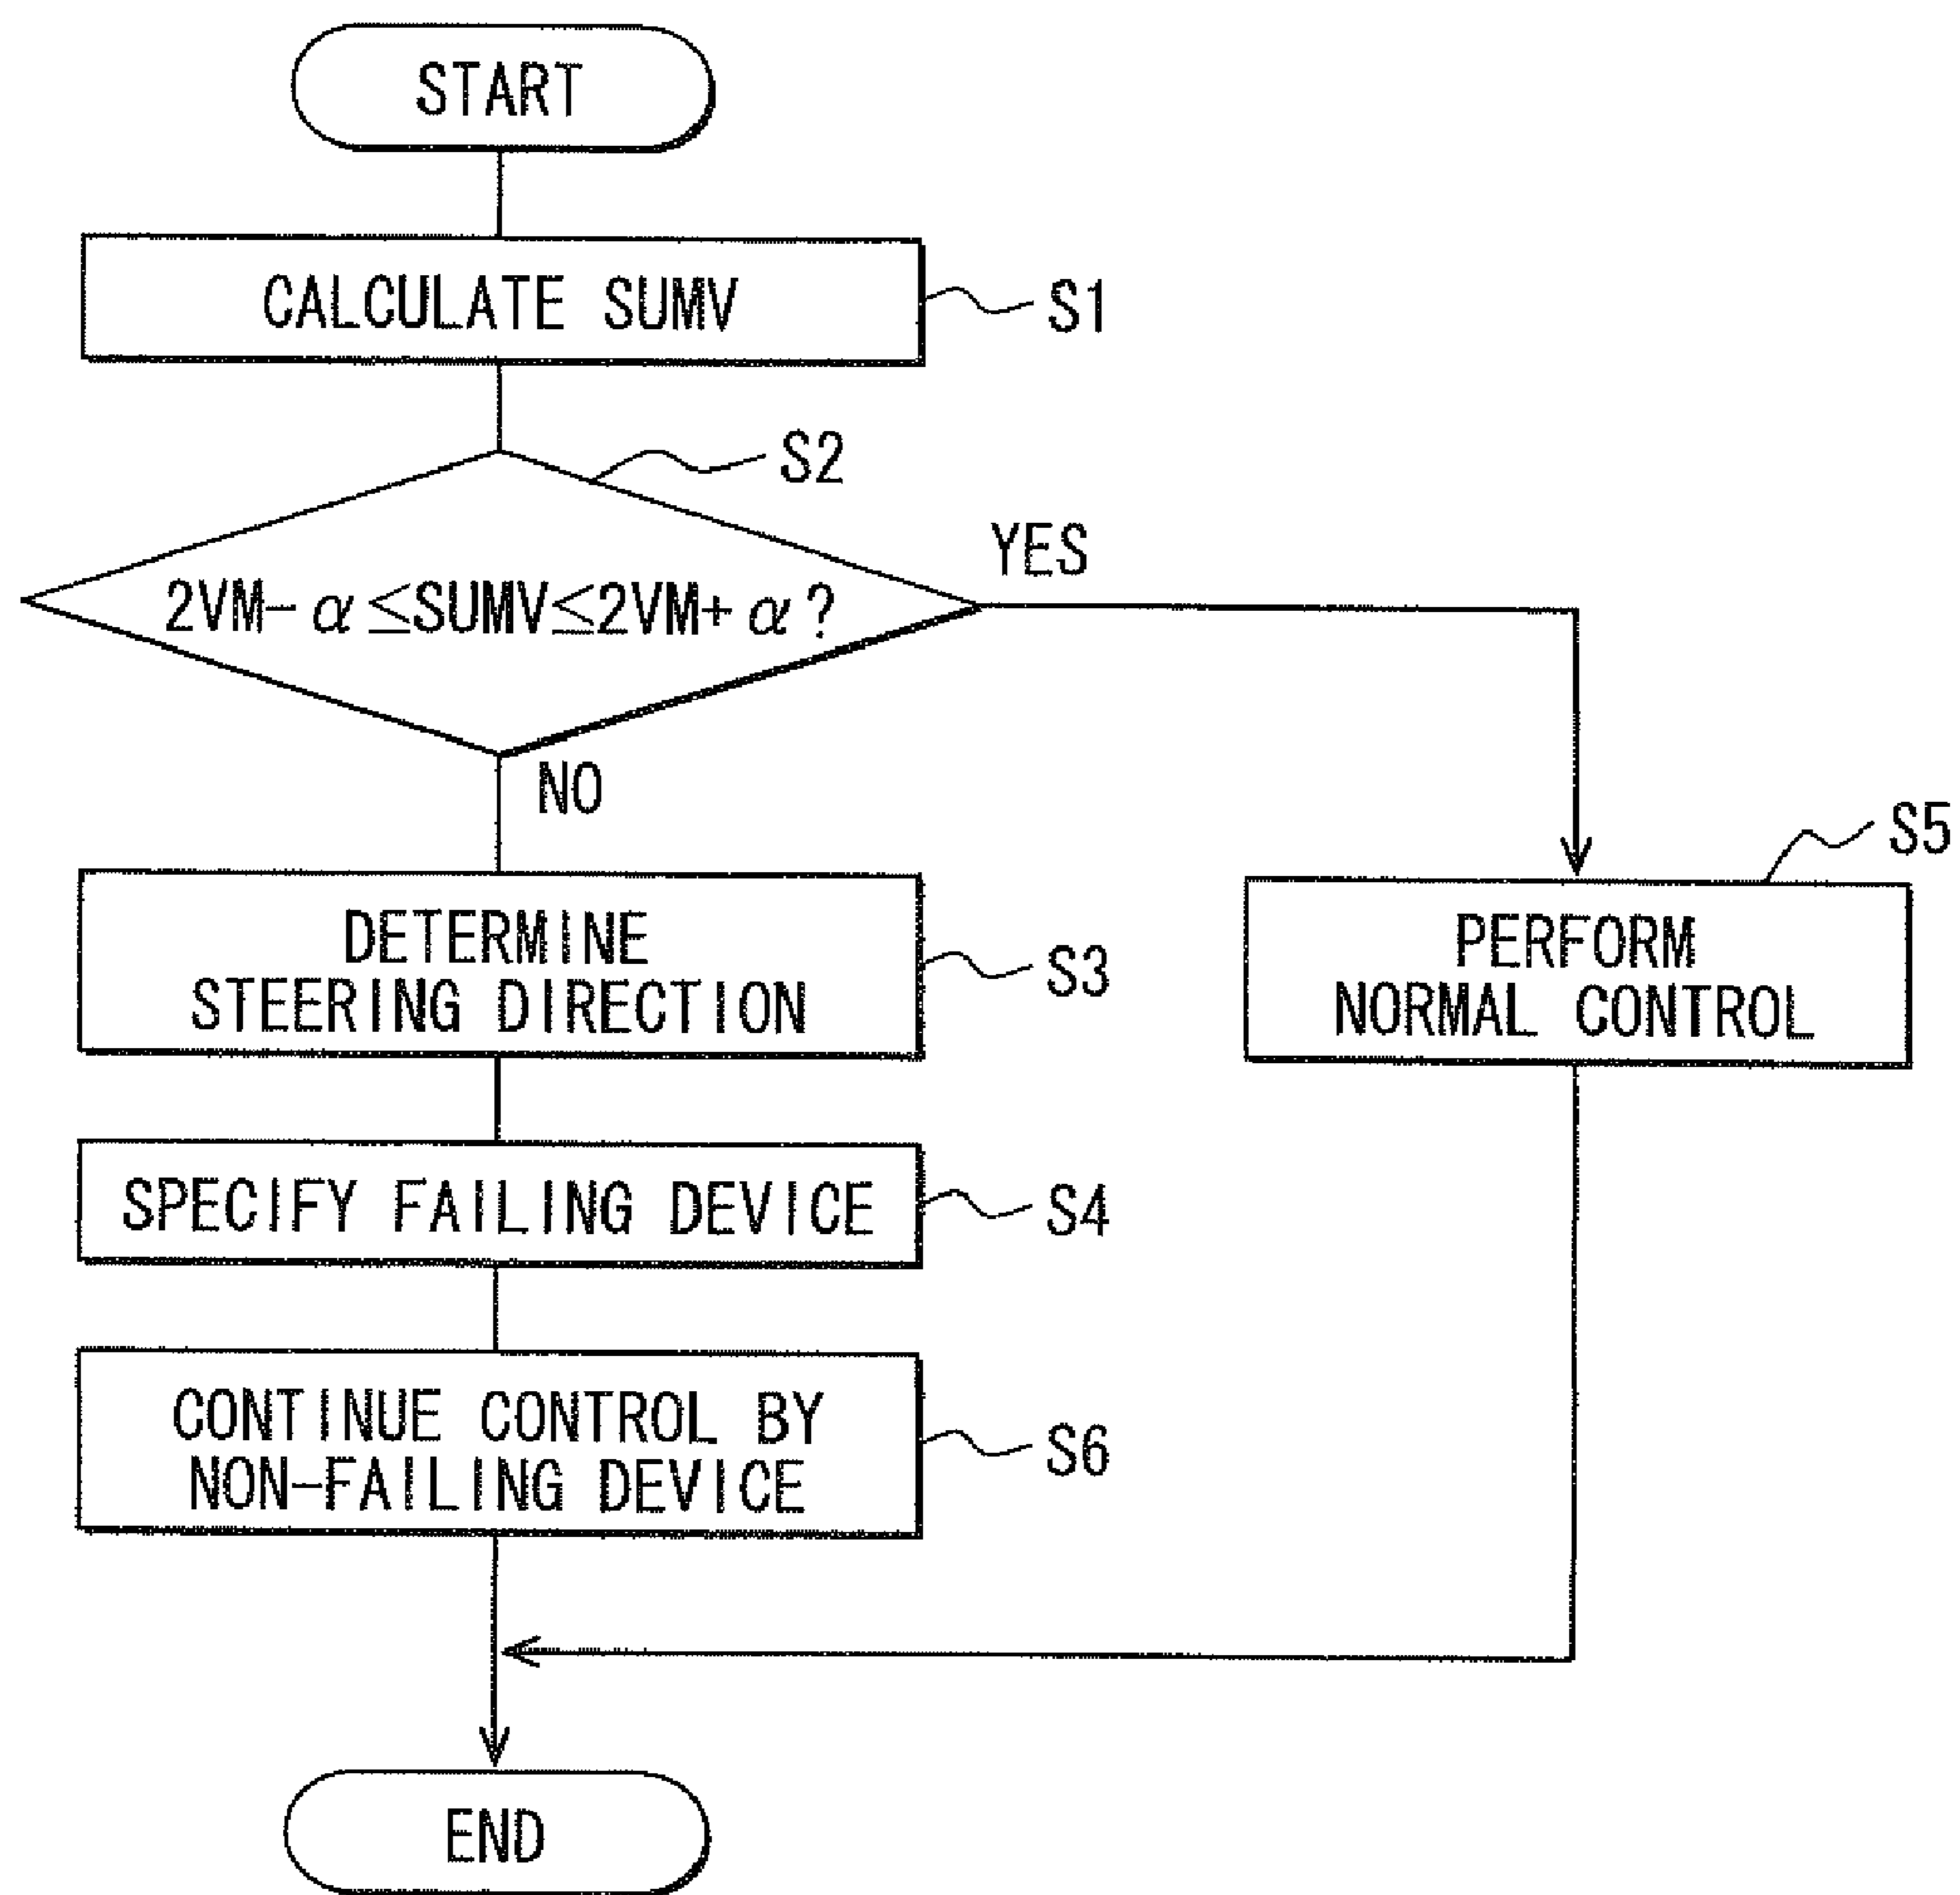 START
CALCULATE SUMV
S1
S2
2VM-α≤SUMV≤2VM+α?
YES
NO
DETERMINE
STEERING DIRECTION
S3
PERFORM
NORMAL CONTROL
S5
SPECIFY FAILING DEVICE
S4
CONTINUE CONTROL BY
NON-FAILING DEVICE
S6
END